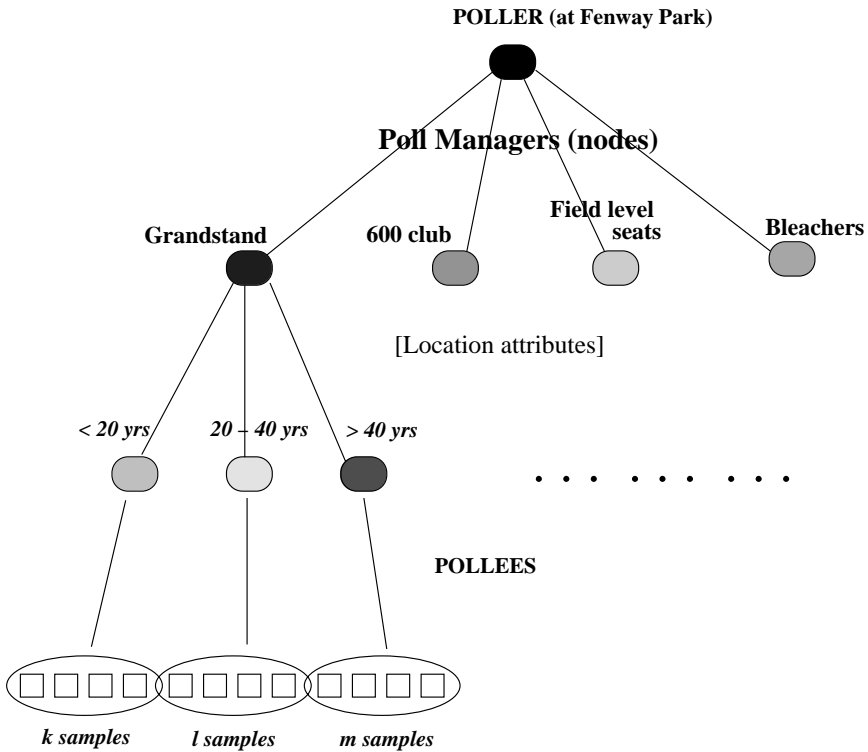 POLLER (at Fenway Park)
Poll Managers (nodes)
Grandstand
600 club
Field level
seats
Bleachers
[Location attributes]
< 20 yrs
20 – 40 yrs
> 40 yrs
POLLEES
k samples
l samples
m samples